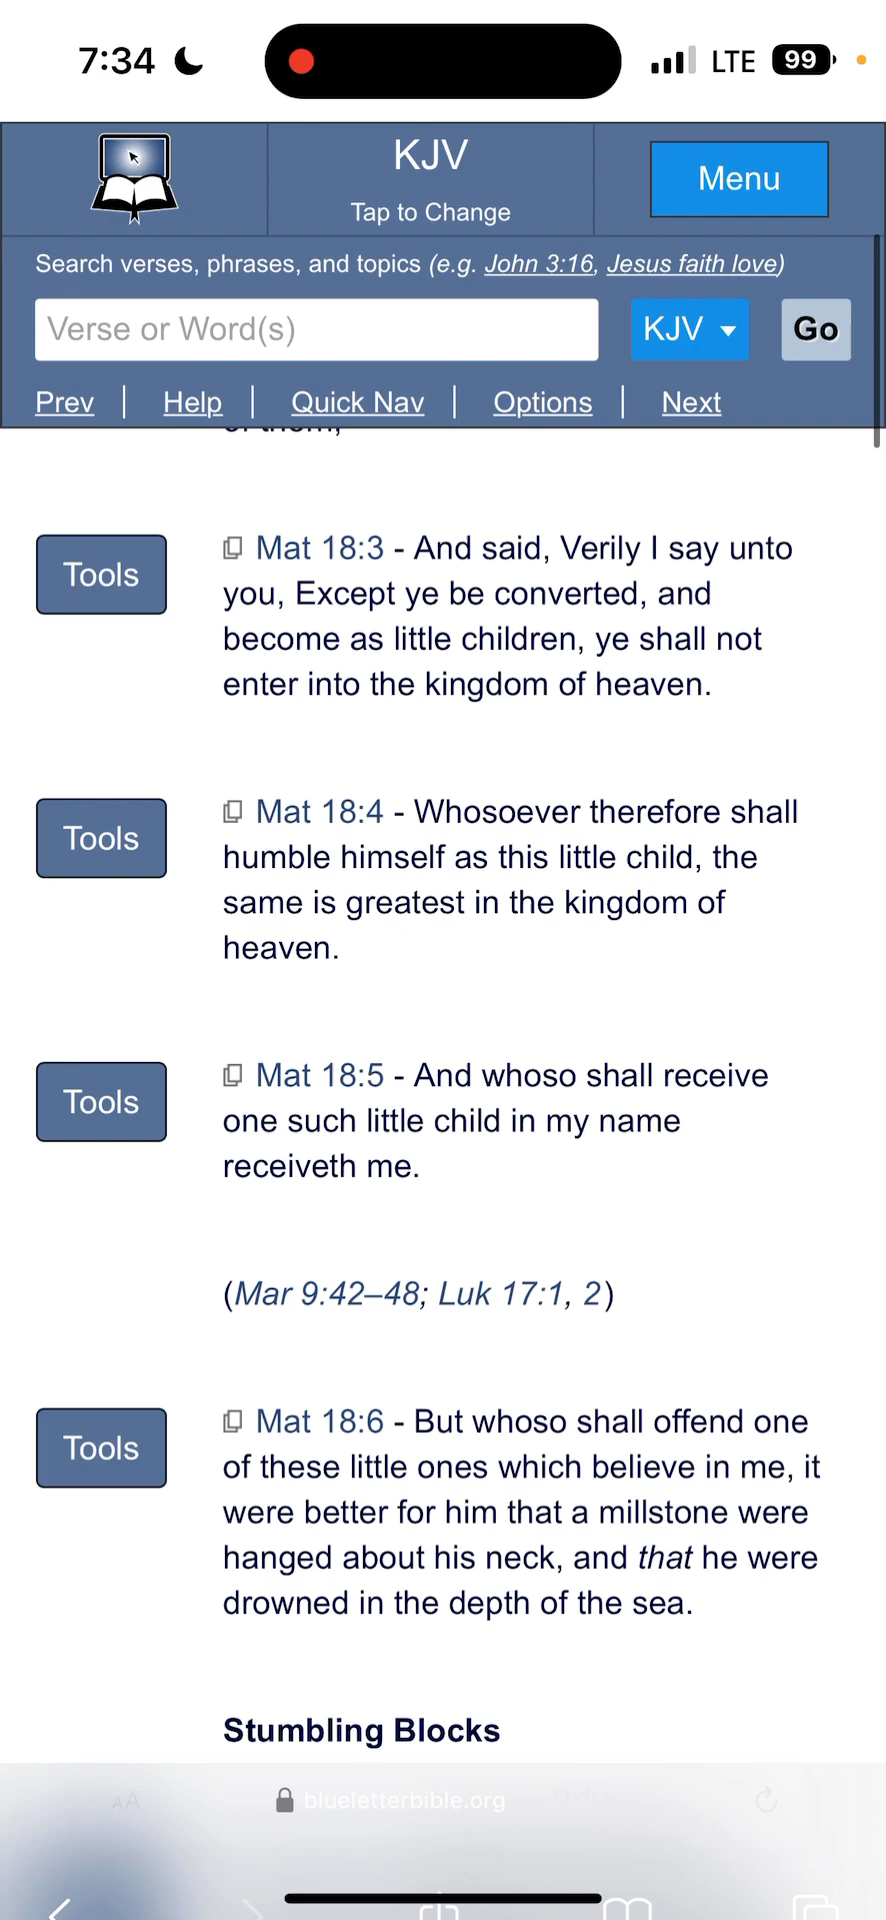 7:34
LTE
99
KJV
Tap to Change
Menu
Search verses, phrases, and topics (e.g. John 3:16, Jesus faith love)
Verse or Word(s)
KJV
Go
Prev | Help | Quick Nav | Options | Next
of them,
Tools
Mat 18:3 - And said, Verily I say unto
you, Except ye be converted, and
become as little children, ye shall not
enter into the kingdom of heaven.
Tools
Mat 18:4 - Whosoever therefore shall
humble himself as this little child, the
same is greatest in the kingdom of
heaven.
Tools
Mat 18:5 - And whoso shall receive
one such little child in my name
receiveth me.
(Mar 9:42–48; Luk 17:1, 2)
Tools
Mat 18:6 - But whoso shall offend one
of these little ones which believe in me, it
were better for him that a millstone were
hanged about his neck, and that he were
drowned in the depth of the sea.
Stumbling Blocks
AA
blueletterbible.org